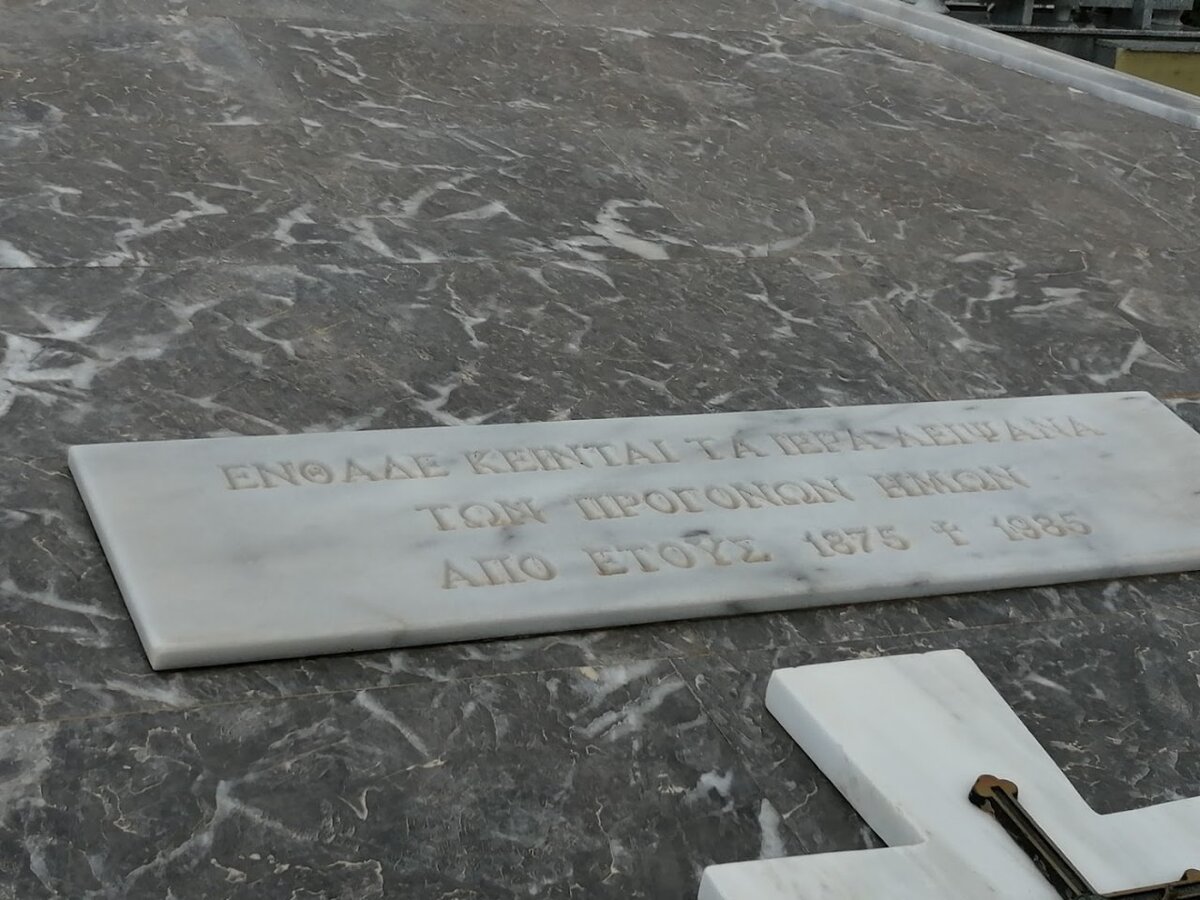 ΕΝΘΑΔΕ ΚΕΙΝΤΑΙ ΤΑ ΙΕΡΑ ΛΕΙΨΑΝΑ
ΤΩΝ ΠΡΟΓΟΝΩΝ ΗΜΩΝ
ΑΠΟ ΕΤΟΥΣ 1875 ✝ 1985